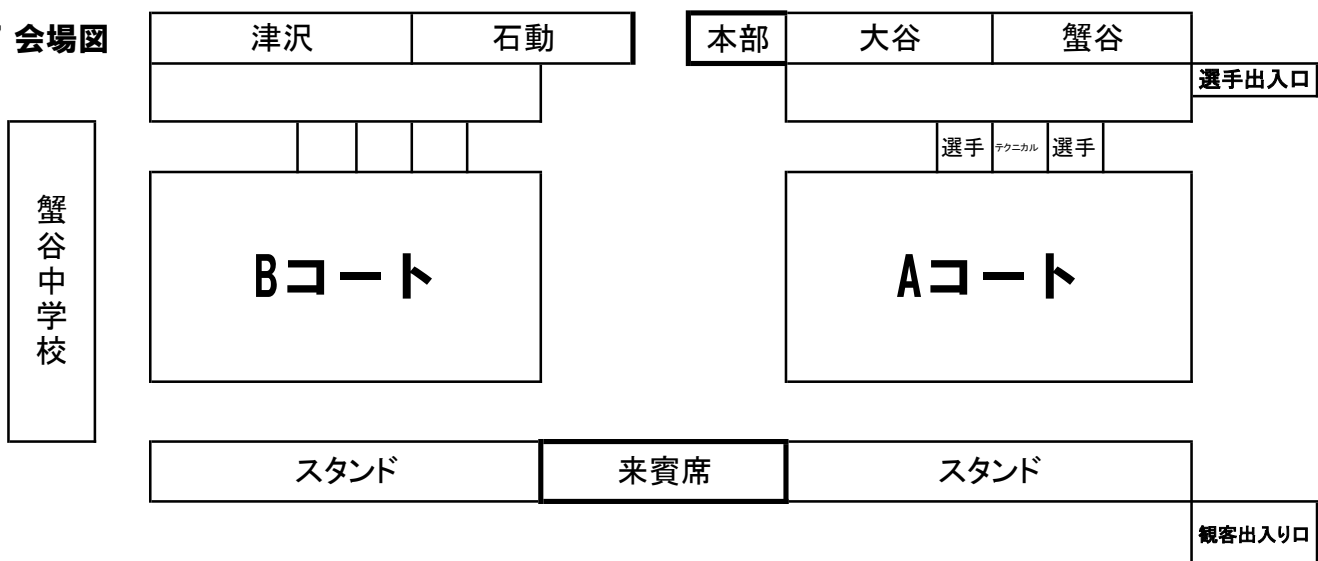 会場図
津沢 石動 本部 大谷 蟹谷
選手出入口
選手 テクニカル 選手
蟹谷中学校
Bコート Aコート
スタンド 来賓席 スタンド
観客出入り口